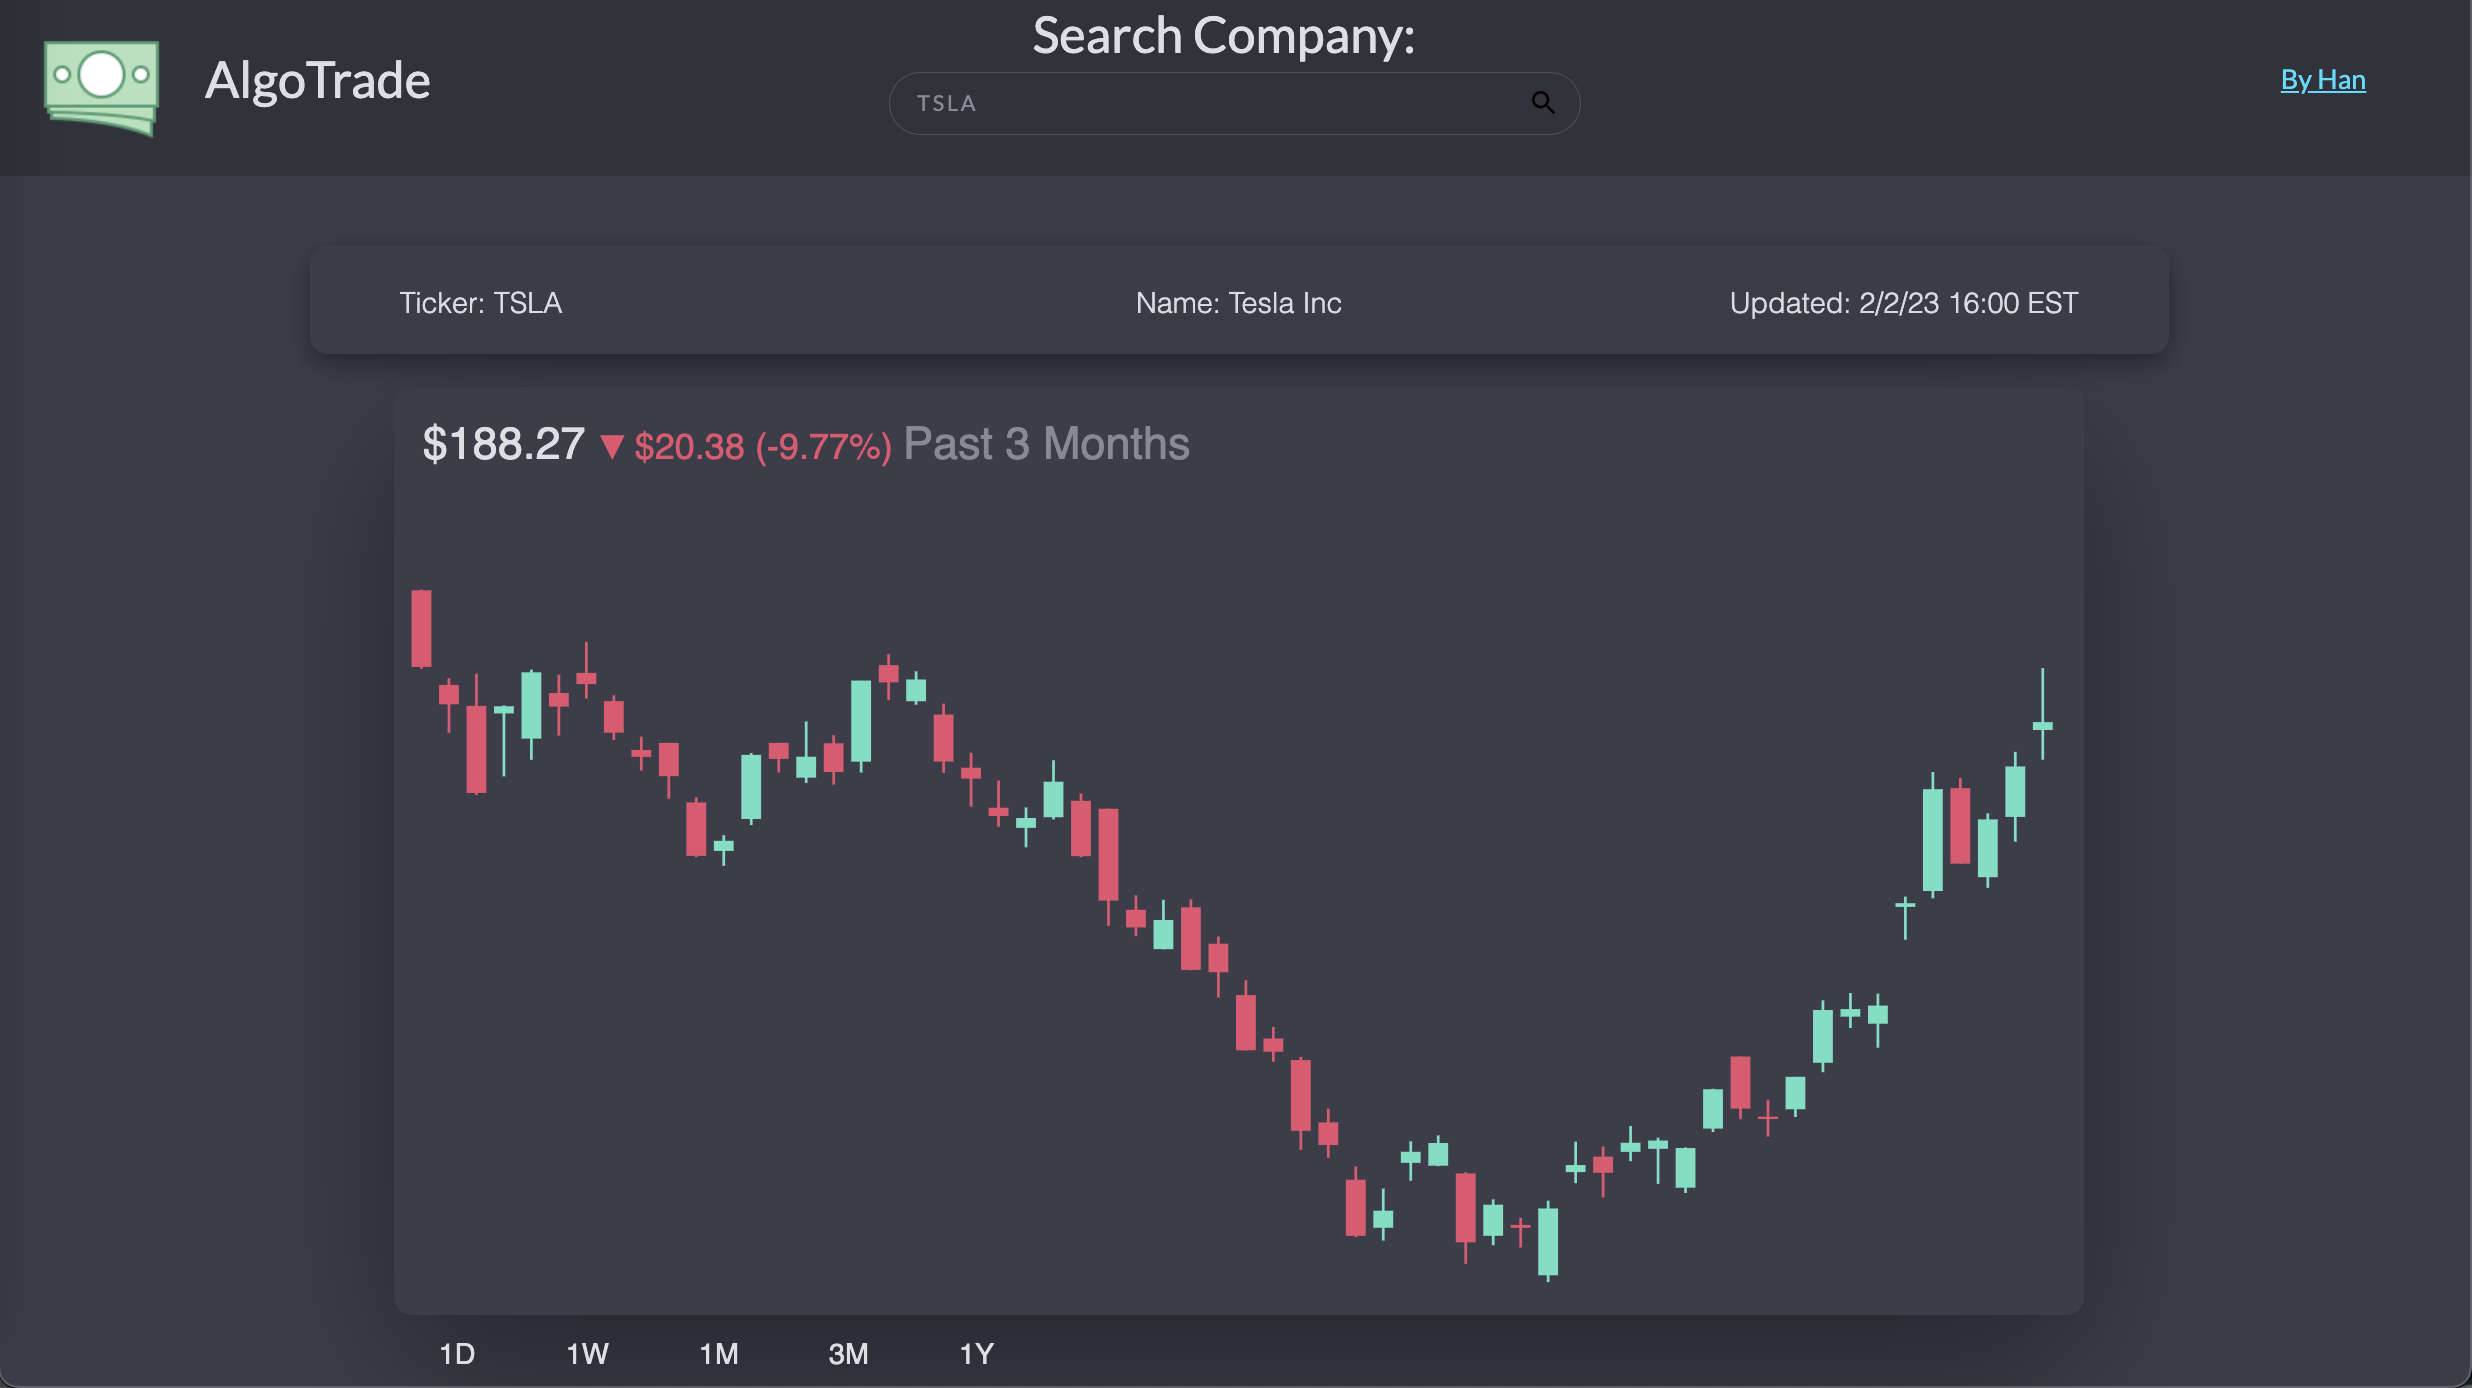 AlgoTrade
Search Company:
TSLA
By Han
Ticker: TSLA
Name: Tesla Inc
Updated: 2/2/23 16:00 EST
$188.27 ▼ $20.38 (-9.77%) Past 3 Months
1D 1W 1M 3M 1Y